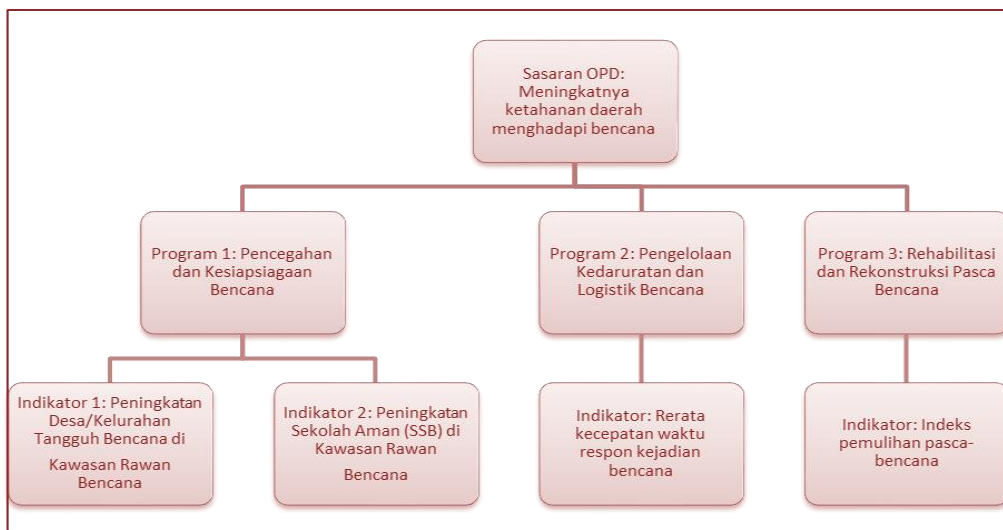 Sasaran OPD:
Meningkatnya
ketahanan daerah
menghadapi bencana
Program 1: Pencegahan
dan Kesiapsiagaan
Bencana
Program 2: Pengelolaan
Kedaruratan dan
Logistik Bencana
Program 3: Rehabilitasi
dan Rekonstruksi Pasca
Bencana
Indikator 1: Peningkatan
Desa/Kelurahan
Tangguh Bencana di
Kawasan Rawan
Bencana
Indikator 2: Peningkatan
Sekolah Aman (SSB) di
Kawasan Rawan
Bencana
Indikator: Rerata
kecepatan waktu
respon kejadian
bencana
Indikator: Indeks
pemulihan pasca-
bencana